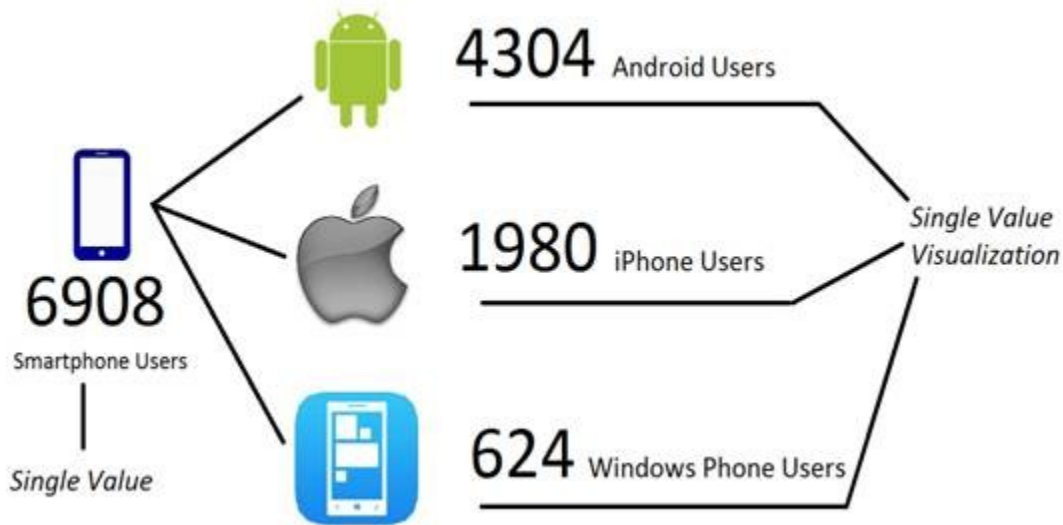 4304 Android Users
1980 iPhone Users
Single Value
Visualization
6908
Smartphone Users
Single Value
624 Windows Phone Users